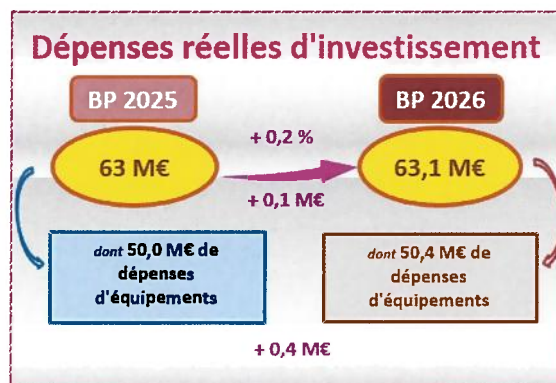 Dépenses réelles d'investissement
BP 2025
BP 2026
+ 0,2 %
63 M€
63,1 M€
+ 0,1 M€
dont 50,0 M€ de
dépenses
d'équipements
dont 50,4 M€ de
dépenses
d'équipements
+ 0,4 M€